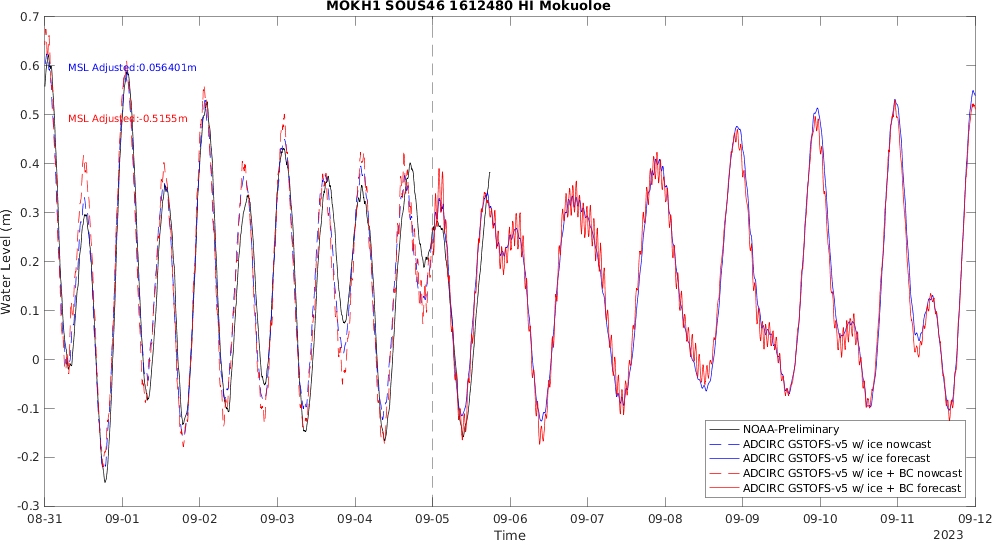 MOKH1 SOUS46 1612480 HI Mokuoloe
0.7
0.6
0.5
0.4
0.3
0.2
0.1
0
-0.1
-0.2
-0.3
Water Level (m)
MSL Adjusted:0.056401m
MSL Adjusted:-0.5155m
NOAA-Preliminary
ADCIRC GSTOFS-v5 w/ ice nowcast
ADCIRC GSTOFS-v5 w/ ice forecast
ADCIRC GSTOFS-v5 w/ ice + BC nowcast
ADCIRC GSTOFS-v5 w/ ice + BC forecast
08-31 09-01 09-02 09-03 09-04 09-05 09-06 09-07 09-08 09-09 09-10 09-11 09-12
Time
2023